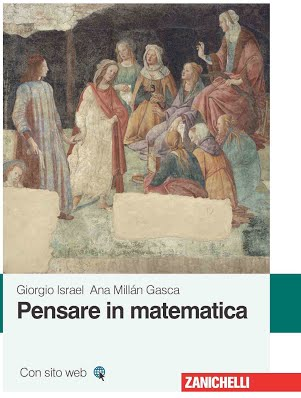 Giorgio Israel Ana Millán Gasca
Pensare in matematica
Con sito web
ZANICHELLI